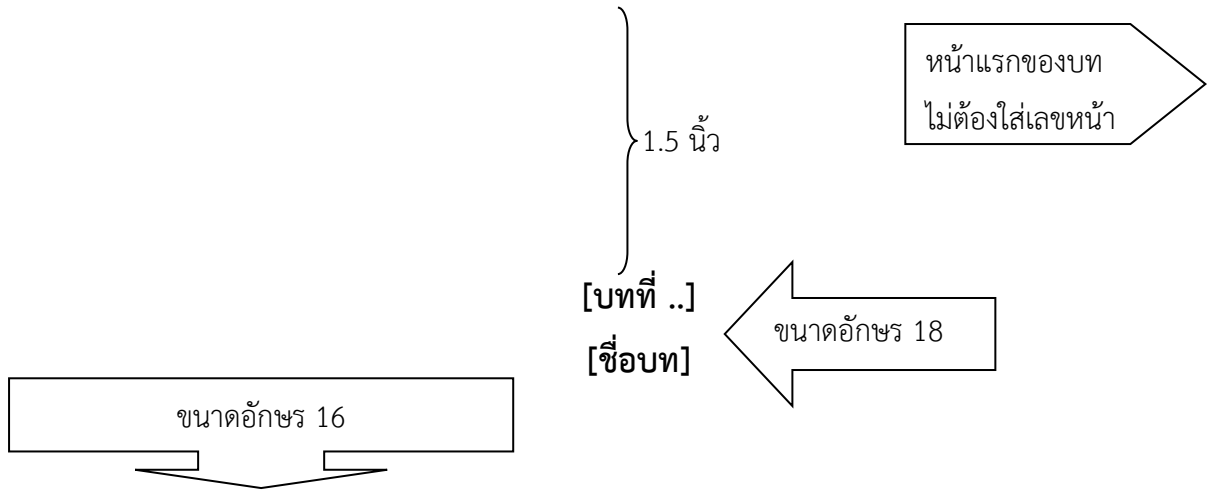 หน้าแรกของบท
ไม่ต้องใส่เลขหน้า
1.5 นิ้ว
[บทที่ ..]
[ชื่อบท]
ขนาดอักษร 18
ขนาดอักษร 16